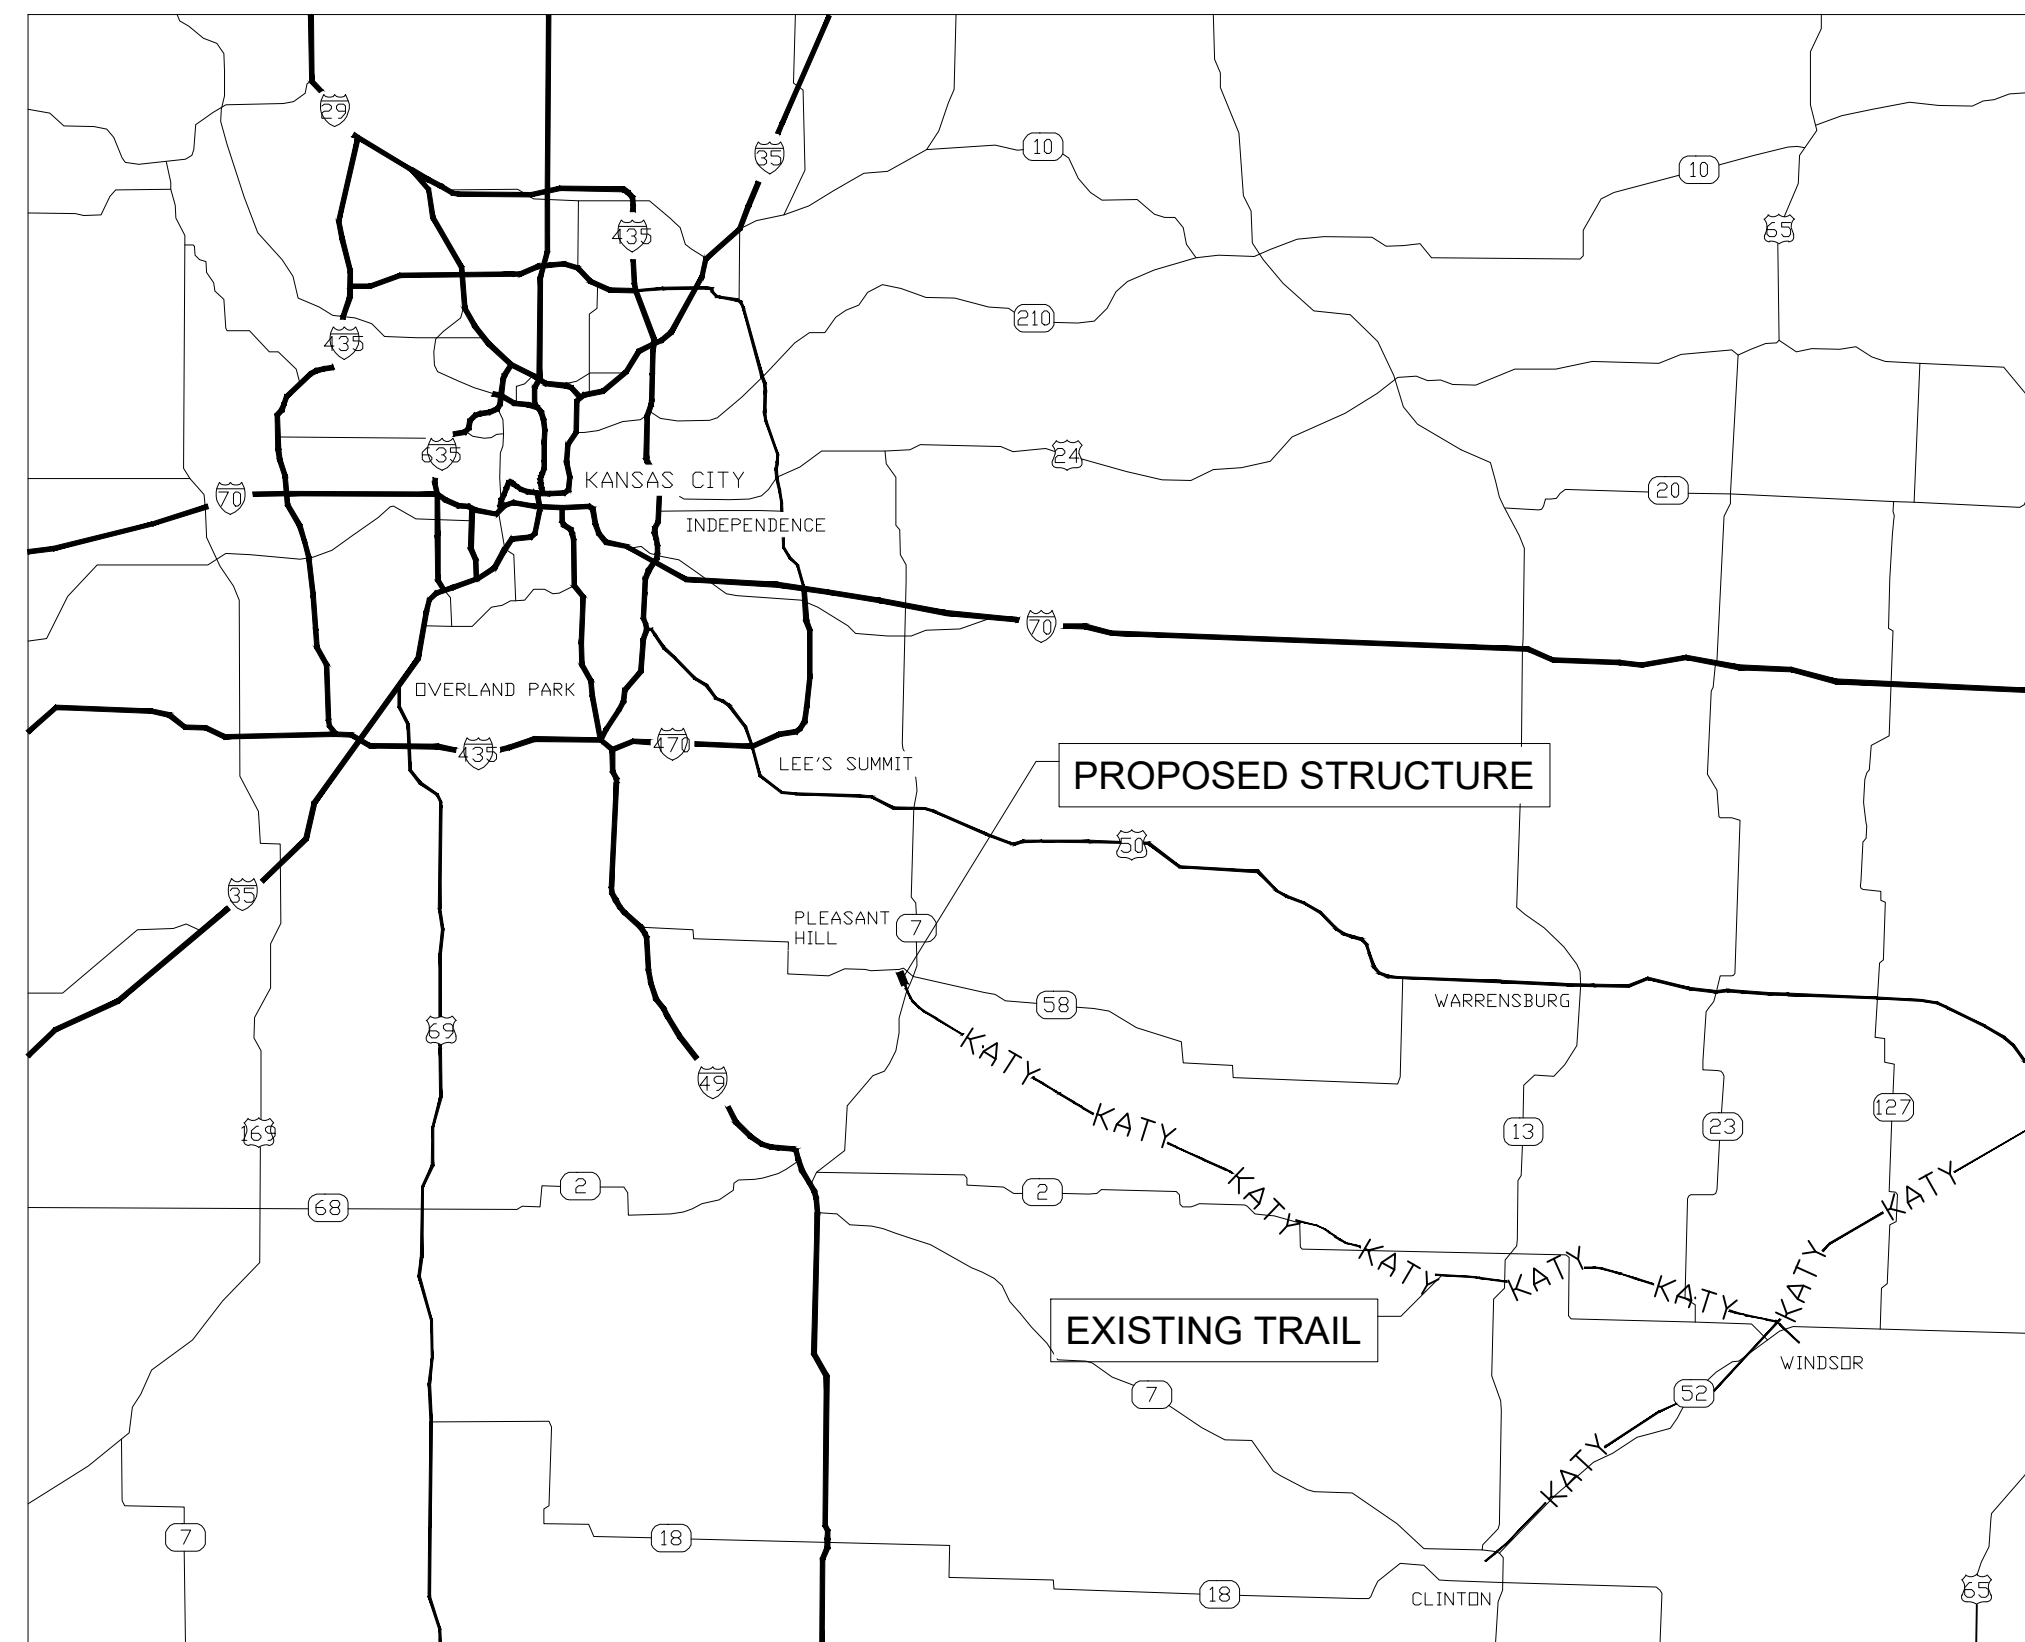 29
35
10
10
65
435
210
435
24
635
KANSAS CITY
20
70
INDEPENDENCE
70
OVERLAND PARK
435
470
LEE'S SUMMIT
PROPOSED STRUCTURE
50
35
PLEASANT
HILL
7
WARRENSBURG
58
69
KATY
49
127
KATY
23
13
169
KATY
2
2
68
KATY
KATY
KATY
KATY
KATY
KATY
EXISTING TRAIL
WINDSOR
7
52
KATY
7
18
18
65
CLINTON